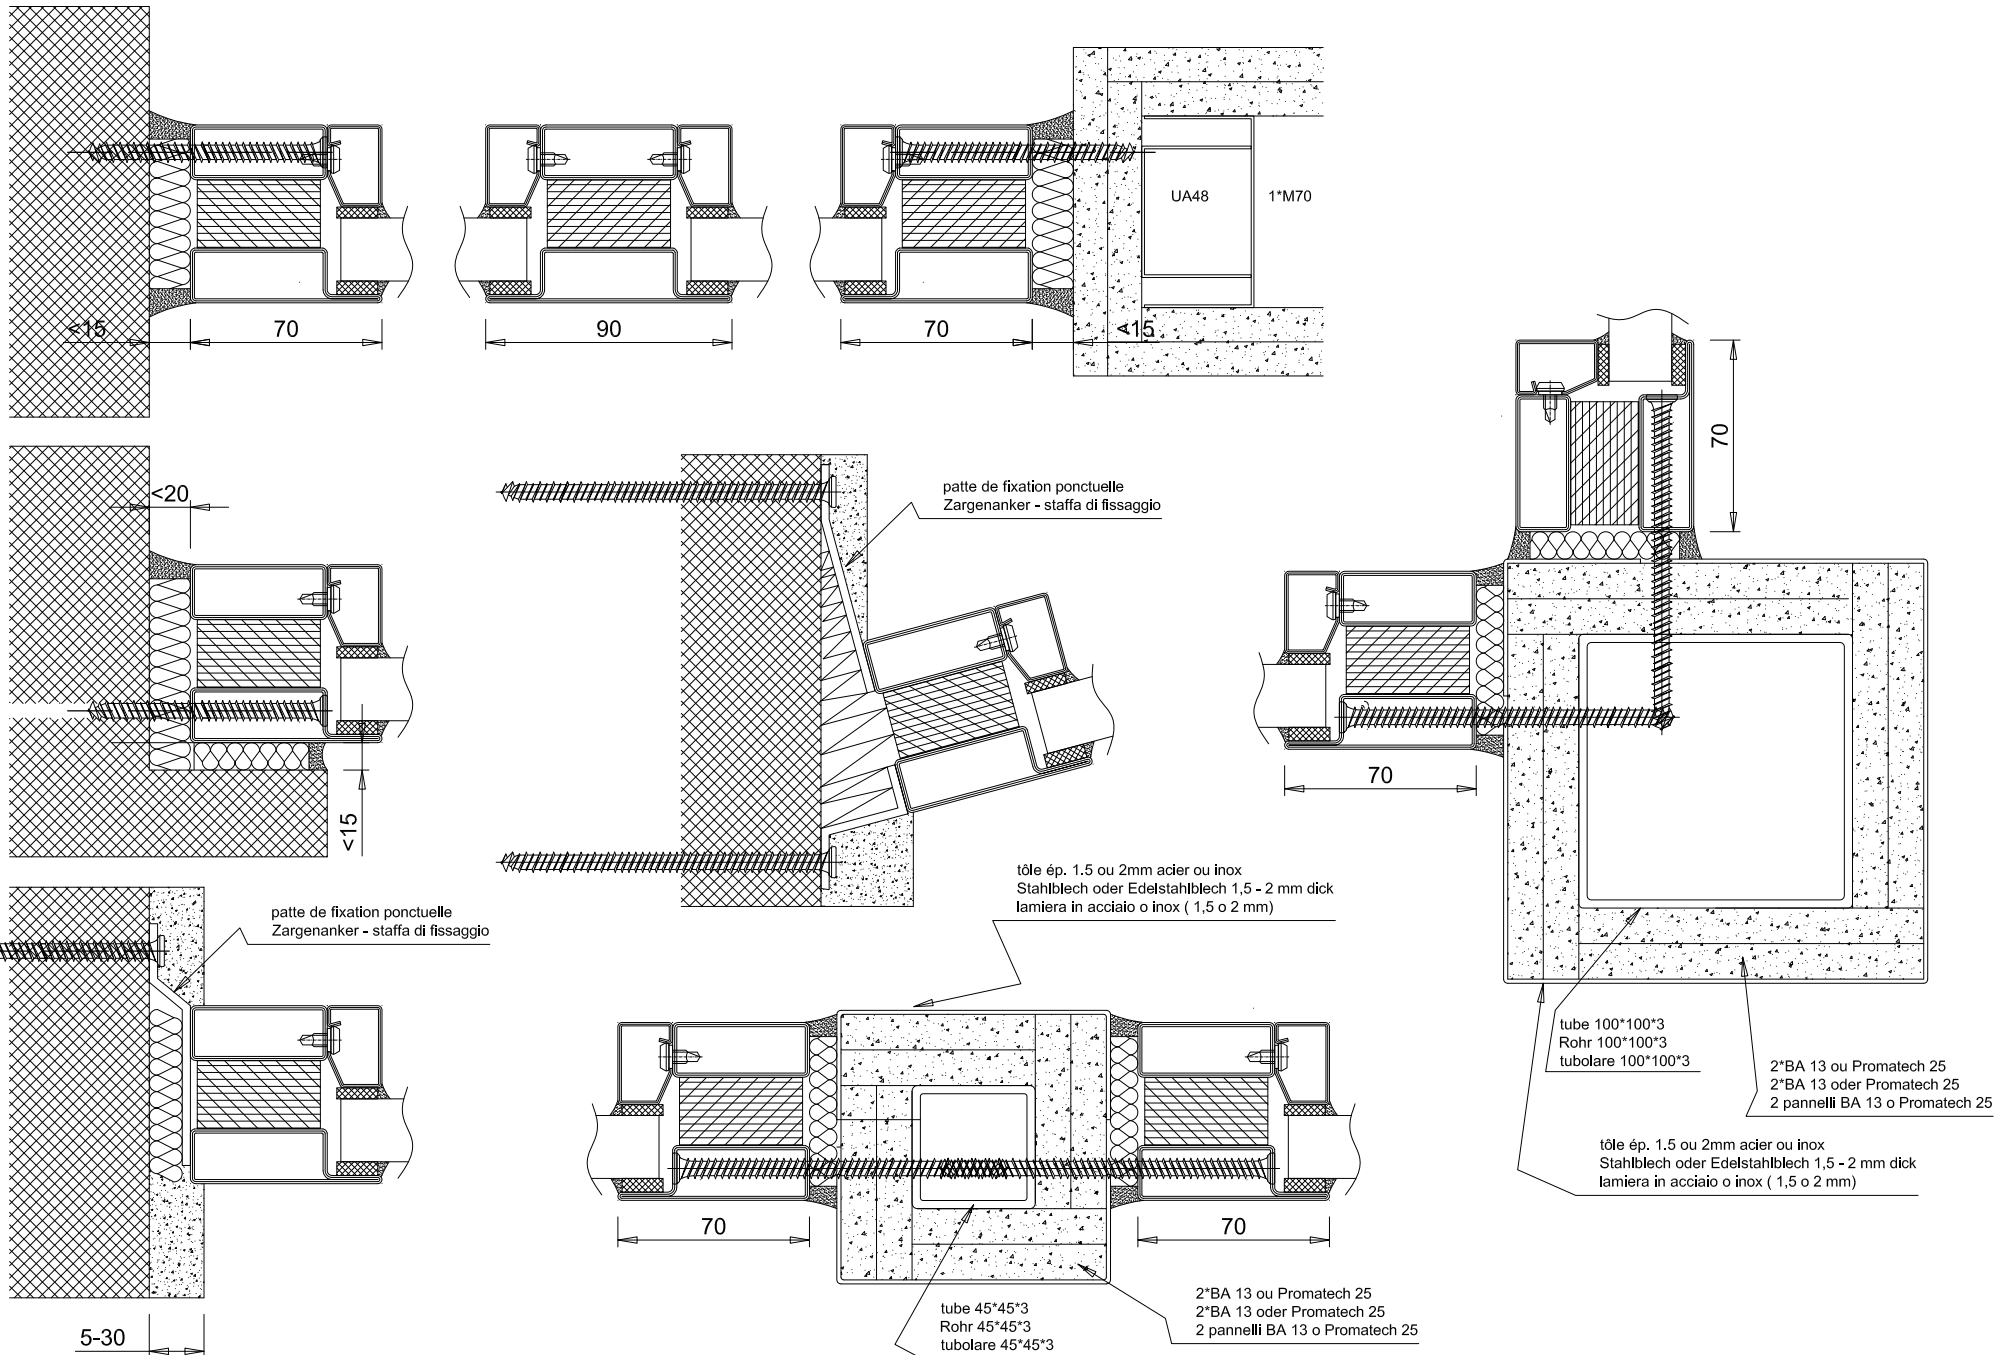 UA48
1*M70
<15
70
90
70
<15
70
<20
patte de fixation ponctuelle
Zargenanker - staffa di fissaggio
<15
70
tôle ép. 1.5 ou 2mm acier ou inox
Stahlblech oder Edelstahlblech 1,5 - 2 mm dick
lamiera in acciaio o inox ( 1,5 o 2 mm)
patte de fixation ponctuelle
Zargenanker - staffa di fissaggio
tube 100*100*3
Rohr 100*100*3
tubolare 100*100*3
2*BA 13 ou Promatech 25
2*BA 13 oder Promatech 25
2 pannelli BA 13 o Promatech 25
tôle ép. 1.5 ou 2mm acier ou inox
Stahlblech oder Edelstahlblech 1,5 - 2 mm dick
lamiera in acciaio o inox ( 1,5 o 2 mm)
70
70
5-30
tube 45*45*3
Rohr 45*45*3
tubolare 45*45*3
2*BA 13 ou Promatech 25
2*BA 13 oder Promatech 25
2 pannelli BA 13 o Promatech 25